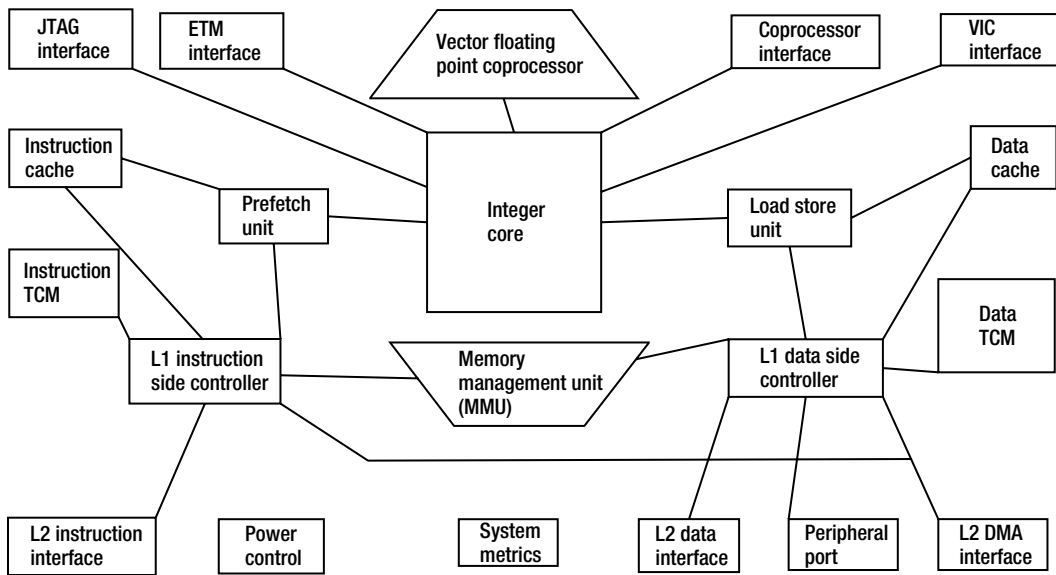 JTAG
interface
ETM
interface
Vector floating
point coprocessor
Coprocessor
interface
VIC
interface
Instruction
cache
Prefetch
unit
Integer
core
Load store
unit
Data
cache
Instruction
TCM
Data
TCM
L1 instruction
side controller
Memory
management unit
(MMU)
L1 data side
controller
L2 instruction
interface
Power
control
System
metrics
L2 data
interface
Peripheral
port
L2 DMA
interface